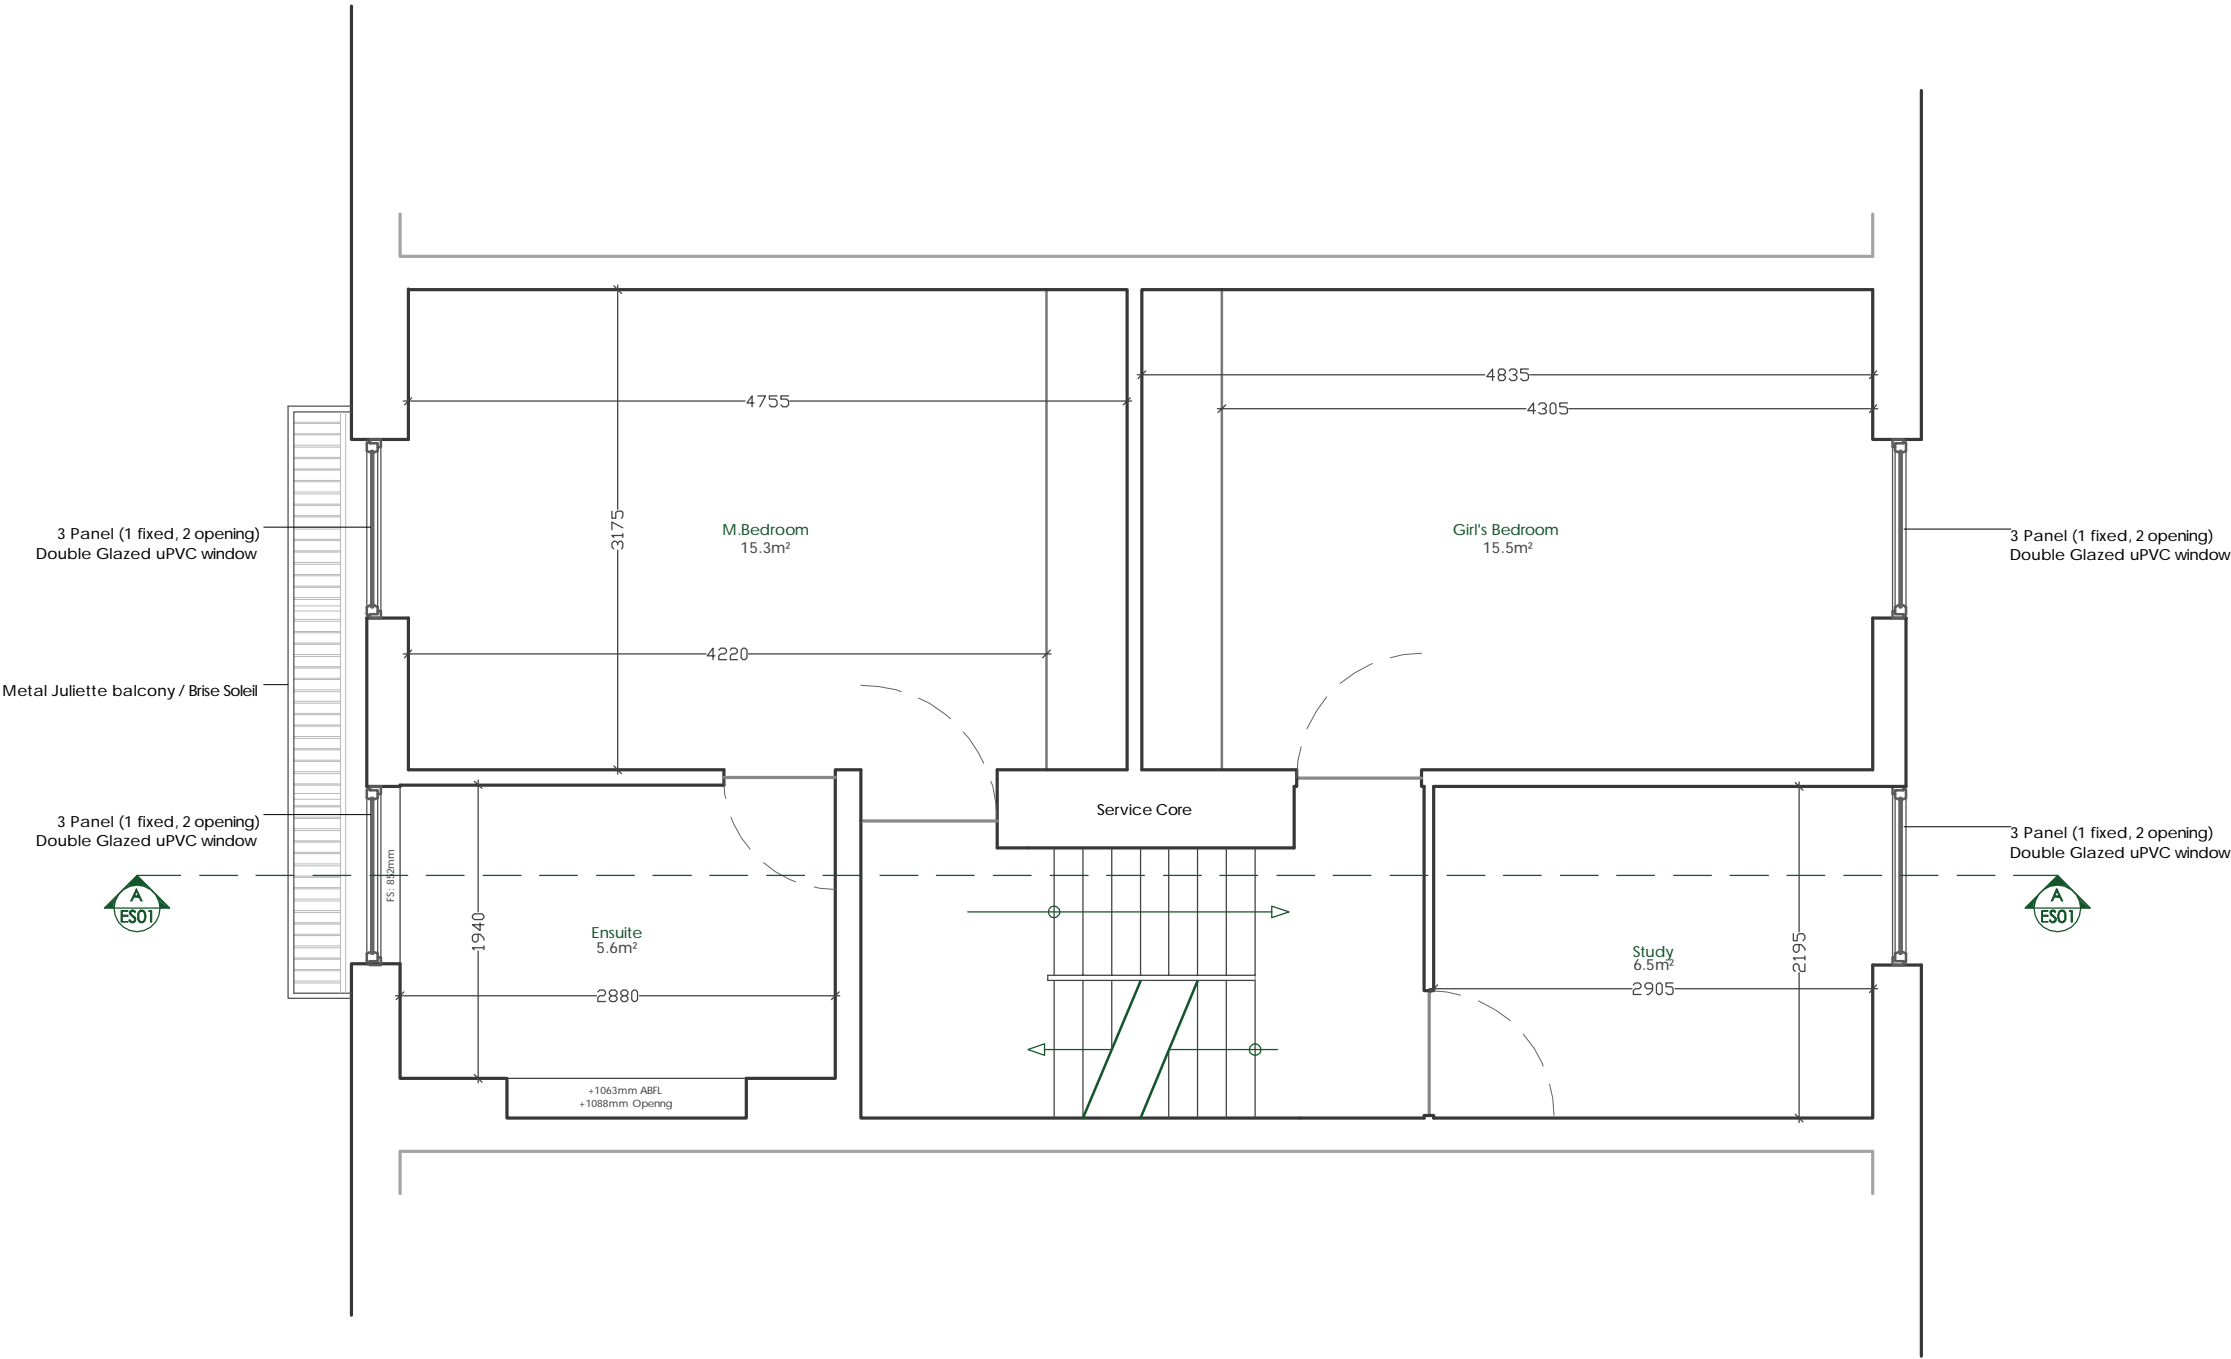 4835
4755
4305
3175
M.Bedroom
15.3m²
Girl's Bedroom
15.5m²
3 Panel (1 fixed, 2 opening)
Double Glazed uPVC window
3 Panel (1 fixed, 2 opening)
Double Glazed uPVC window
4220
Metal Juliette balcony / Brise Soleil
Service Core
3 Panel (1 fixed, 2 opening)
Double Glazed uPVC window
3 Panel (1 fixed, 2 opening)
Double Glazed uPVC window
FS: 852mm
A
ES01
A
ES01
1940
Ensuite
5.6m²
2880
Study
6.5m²
2195
2905
+1063mm ABFL
+1088mm Openng